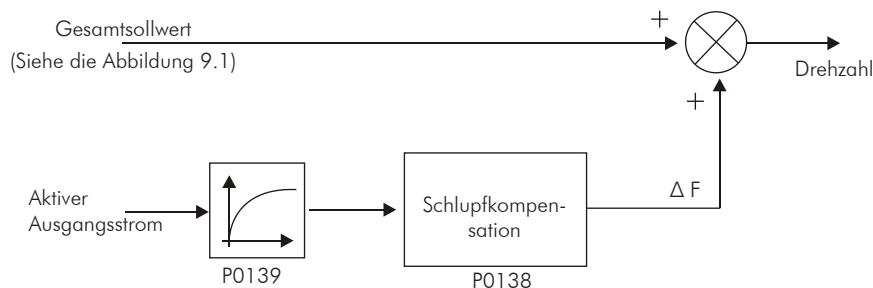 Gesamtsollwert
(Siehe die Abbildung 9.1)
+
Drehzahl
+
Aktiver
Ausgangsstrom
P0139
Schlupfkompen-
sation
P0138
Δ F